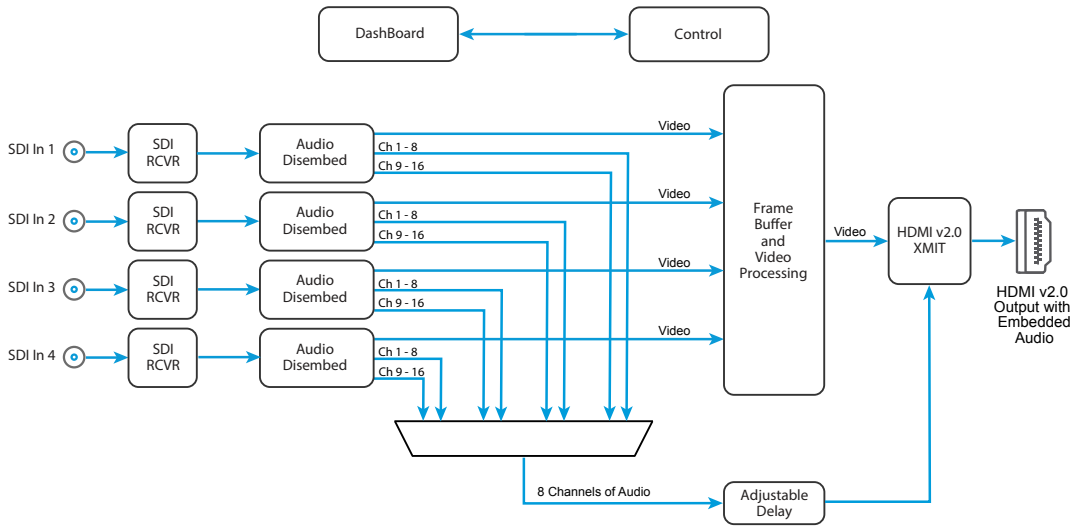 DashBoard
Control
SDI In 1
SDI
RCVR
Audio
Disembed
Video
Ch 1 - 8
Ch 9 - 16
SDI In 2
SDI
RCVR
Audio
Disembed
Video
Ch 1 - 8
Ch 9 - 16
SDI In 3
SDI
RCVR
Audio
Disembed
Video
Ch 1 - 8
Ch 9 - 16
SDI In 4
SDI
RCVR
Audio
Disembed
Video
Ch 1 - 8
Ch 9 - 16
Frame
Buffer
and
Video
Processing
Video
HDMI v2.0
XMIT
HDMI v2.0
Output with
Embedded
Audio
8 Channels of Audio
Adjustable
Delay